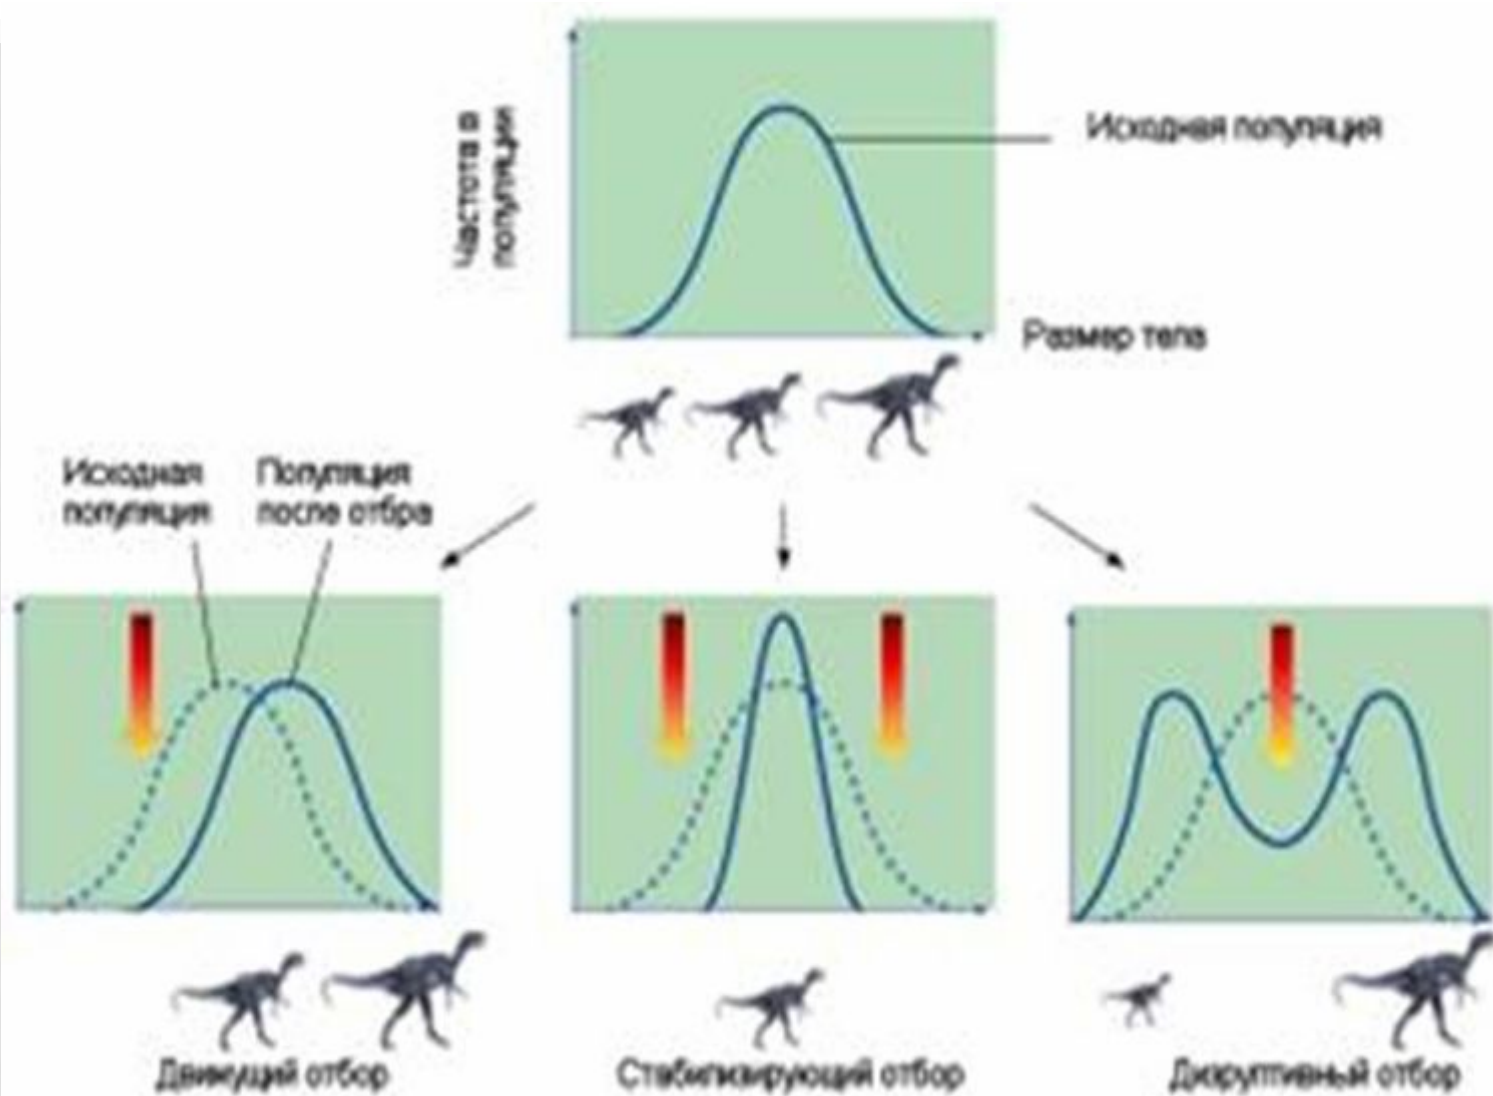 Частота в
популяции
Исходная популяция
Размер тела
Исходная
популяция
Популяция
после отбра
Движущий отбор
Стабилизирующий отбор
Дизруптивный отбор